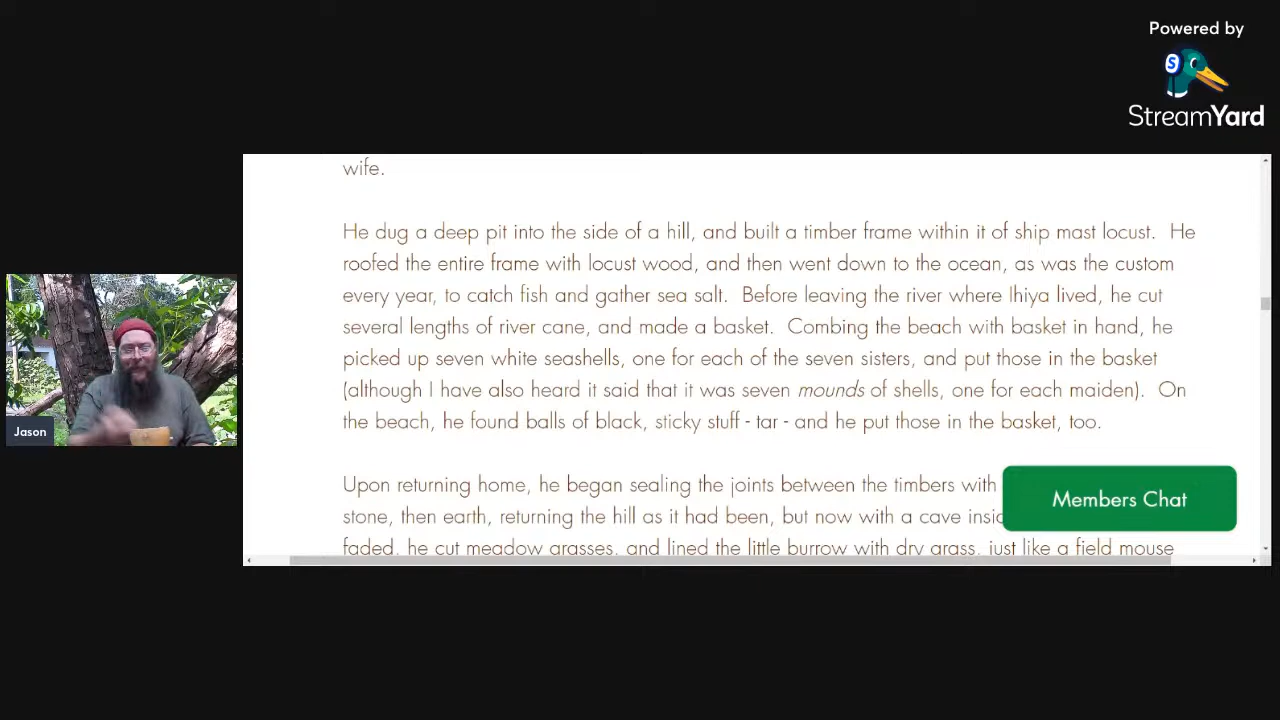 Powered by
StreamYard
wife.
He dug a deep pit into the side of a hill, and built a timber frame within it of ship mast locust.  He
roofed the entire frame with locust wood, and then went down to the ocean, as was the custom
every year, to catch fish and gather sea salt.  Before leaving the river where Ihiya lived, he cut
several lengths of river cane, and made a basket.  Combing the beach with basket in hand, he
picked up seven white seashells, one for each of the seven sisters, and put those in the basket
(although I have also heard it said that it was seven mounds of shells, one for each maiden).  On
the beach, he found balls of black, sticky stuff - tar - and he put those in the basket, too.
Jason
Upon returning home, he began sealing the joints between the timbers with
stone, then earth, returning the hill as it had been, but now with a cave
faded, he cut meadow grasses, and lined the little burrow with dry grass, just like a field mouse
Members Chat